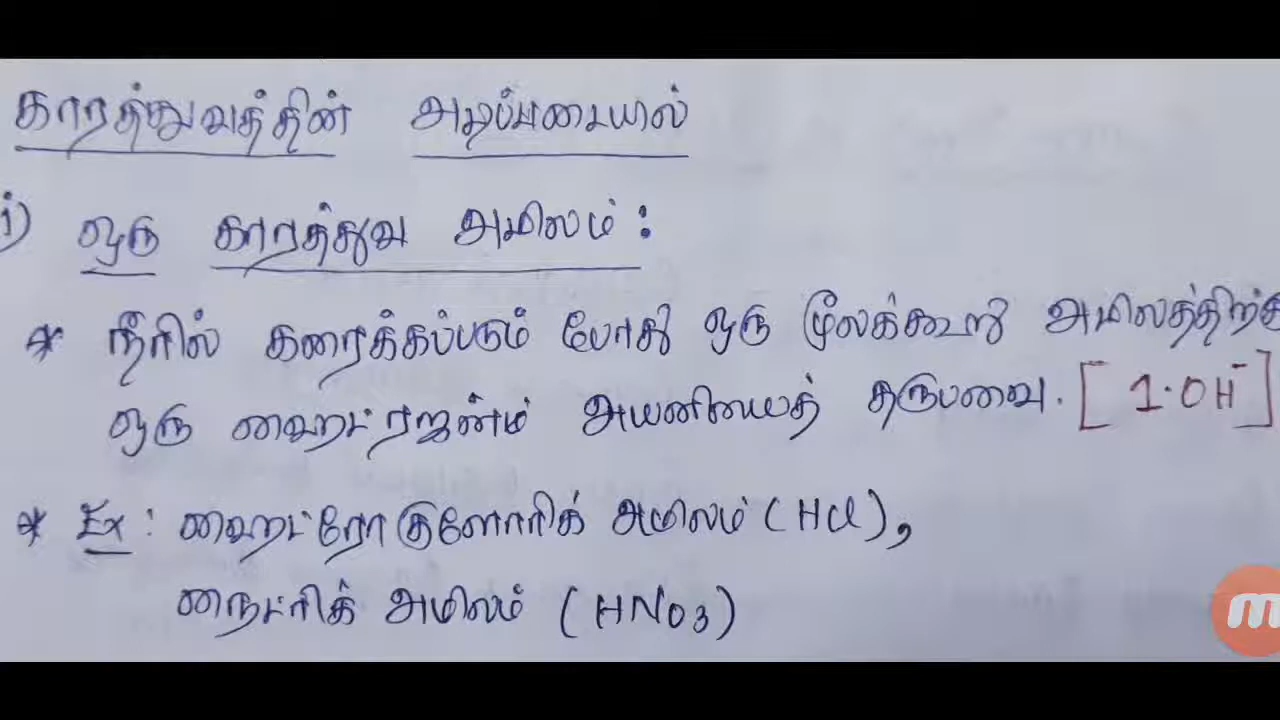 காரத்துவத்தின் அடிப்படையில்
ஒரு காரத்துவ அமிலம் :
* நீரில் கரைக்கப்படும் போது ஒரு மூலக்கூறு அமிலத்திற்கு
ஒரு ஹைட்ரஜன்ம் அயனியைத் தருபவை. [ 1.OH⁻ ]
* Ex : ஹைட்ரோகுளோரிக் அமிலம் (HCl),
நைட்ரிக் அமிலம் (HNO3)